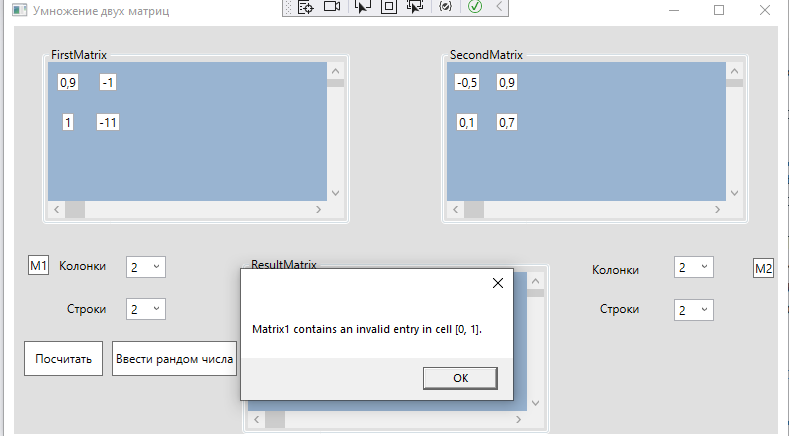 Умножение двух матриц
FirstMatrix
SecondMatrix
0,9 -1
-0,5 0,9
1 -11
0,1 0,7
M1 Колонки 2
ResultMatrix
Колонки 2 M2
Строки 2
Строки 2
Matrix1 contains an invalid entry in cell [0, 1].
Посчитать Ввести рандом числа
OK